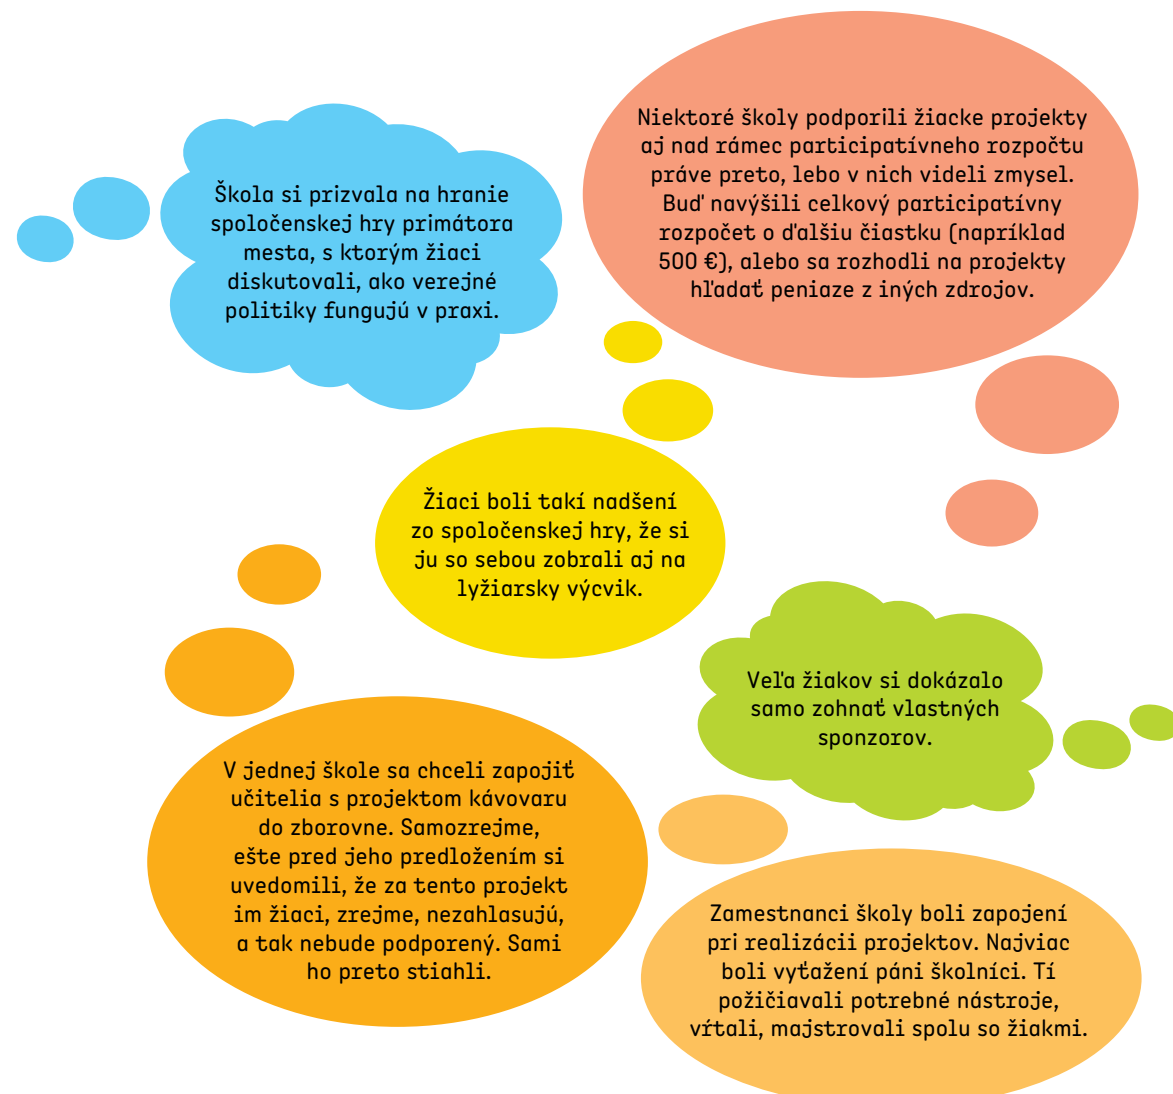 Škola si prizvala na hranie
spoločenskej hry primátora
mesta, s ktorým žiaci
diskutovali, ako verejné
politiky fungujú v praxi.
Niektoré školy podporili žiacke projekty
aj nad rámec participatívneho rozpočtu
práve preto, lebo v nich videli zmysel.
Buď navýšili celkový participatívny
rozpočet o ďalšiu čiastku (napríklad
500 €), alebo sa rozhodli na projekty
hľadať peniaze z iných zdrojov.
Žiaci boli takí nadšení
zo spoločenskej hry, že si
ju so sebou zobrali aj na
lyžiarsky výcvik.
Veľa žiakov si dokázalo
samo zohnať vlastných
sponzorov.
V jednej škole sa chceli zapojiť
učitelia s projektom kávovaru
do zborovne. Samozrejme,
ešte pred jeho predložením si
uvedomili, že za tento projekt
im žiaci, zrejme, nezahlasujú,
a tak nebude podporený. Sami
ho preto stiahli.
Zamestnanci školy boli zapojení
pri realizácii projektov. Najviac
boli vyťažení páni školníci. Tí
požičiavali potrebné nástroje,
vŕtali, majstrovali spolu so žiakmi.